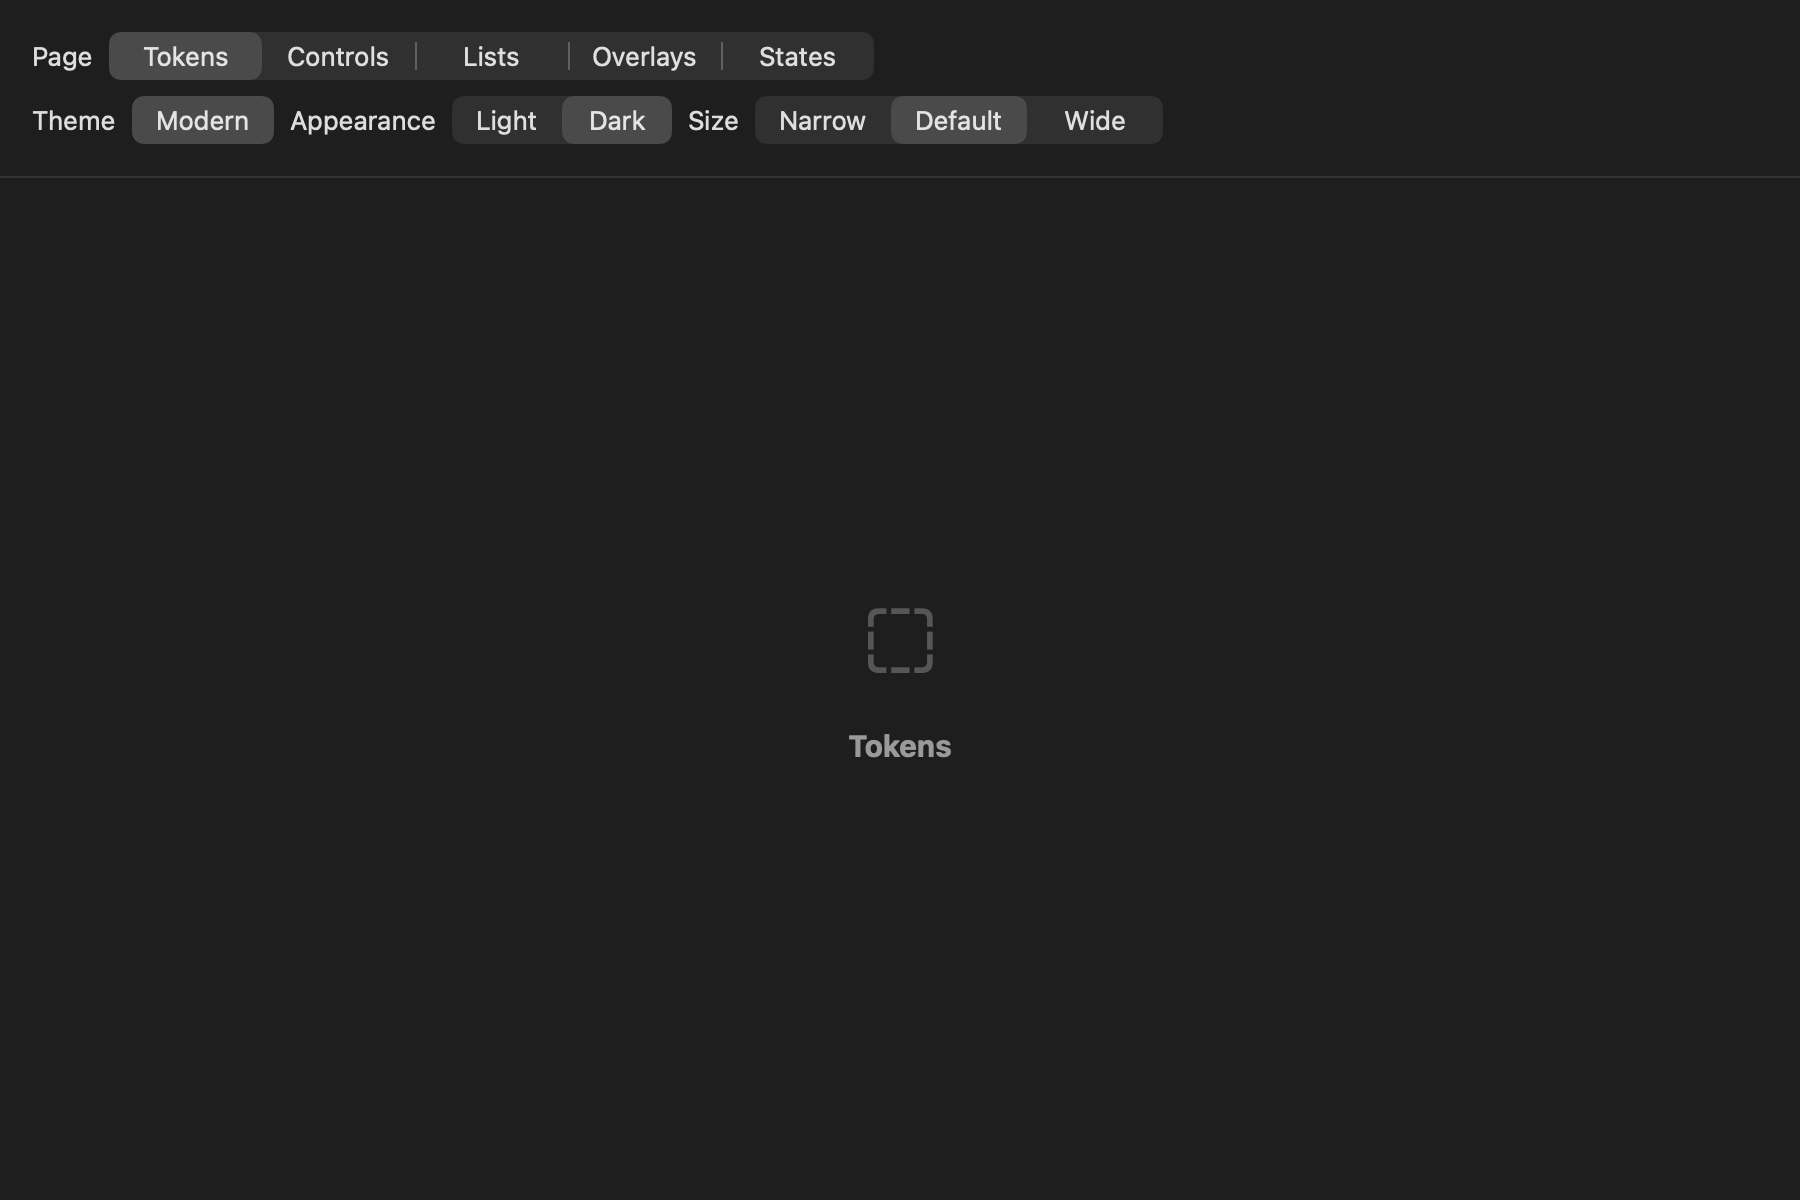 Page Tokens Controls Lists Overlays States
Theme Modern Appearance Light Dark Size Narrow Default Wide
Tokens